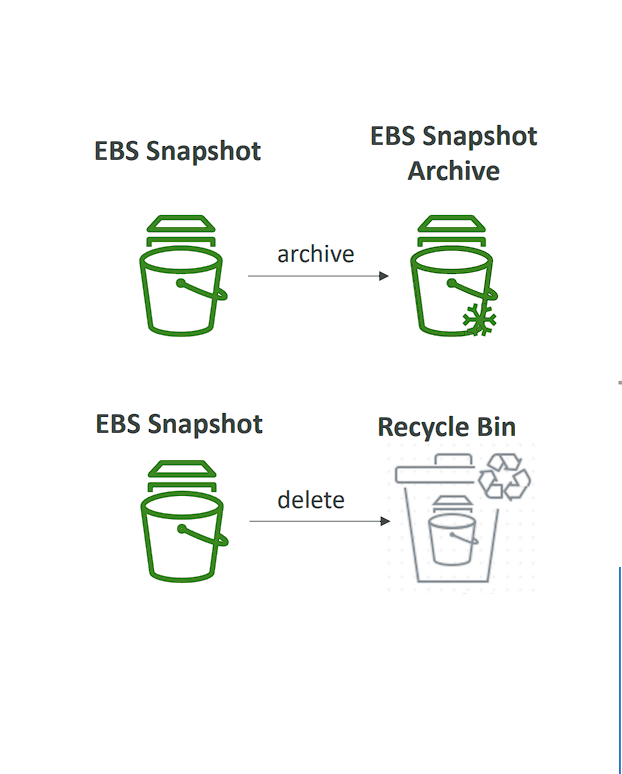 EBS Snapshot
EBS Snapshot
Archive
archive
EBS Snapshot
Recycle Bin
delete